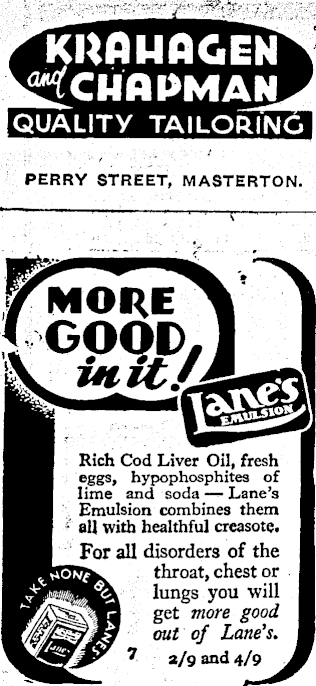 KRAHAGEN
and CHAPMAN
QUALITY TAILORING
PERRY STREET, MASTERTON.
MORE
GOOD
in it!
Lane's
EMULSION
Rich Cod Liver Oil, fresh
eggs, hypophosphites of
lime and soda — Lane's
Emulsion combines them
all with healthful creasote.
For all disorders of the
throat, chest or
lungs you will
get more good
out of Lane's.
TAKE NONE BUT LANES·
7 2/9 and 4/9